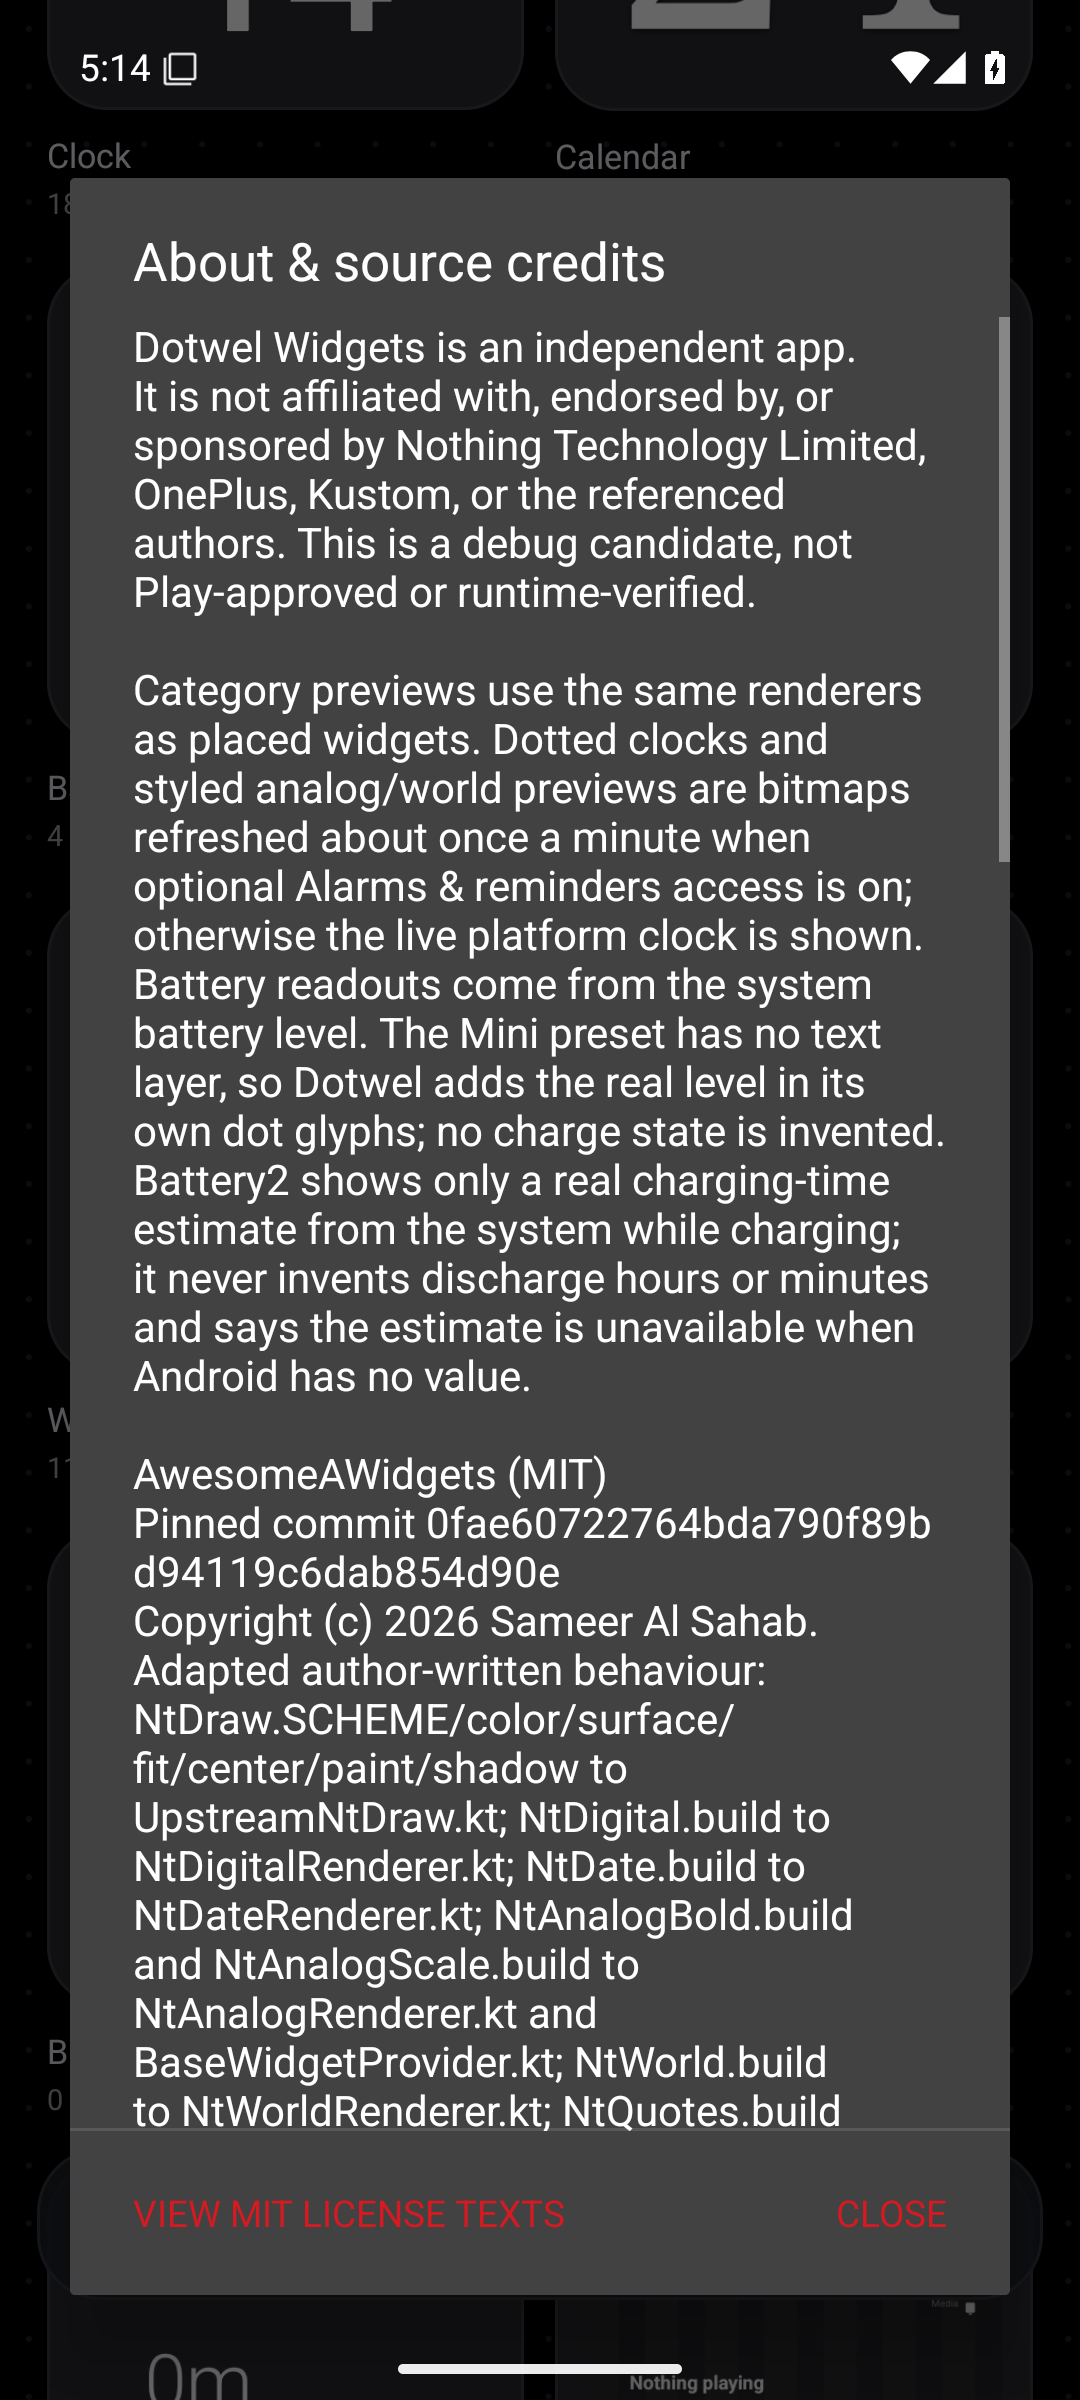 5:14
Clock
Calendar
18
About & source credits
Dotwel Widgets is an independent app.
It is not affiliated with, endorsed by, or
sponsored by Nothing Technology Limited,
OnePlus, Kustom, or the referenced
authors. This is a debug candidate, not
Play-approved or runtime-verified.
Category previews use the same renderers
as placed widgets. Dotted clocks and
styled analog/world previews are bitmaps
refreshed about once a minute when
optional Alarms & reminders access is on;
otherwise the live platform clock is shown.
Battery readouts come from the system
battery level. The Mini preset has no text
layer, so Dotwel adds the real level in its
own dot glyphs; no charge state is invented.
Battery2 shows only a real charging-time
estimate from the system while charging;
it never invents discharge hours or minutes
and says the estimate is unavailable when
Android has no value.
AwesomeAWidgets (MIT)
Pinned commit 0fae60722764bda790f89b
d94119c6dab854d90e
Copyright (c) 2026 Sameer Al Sahab.
Adapted author-written behaviour:
NtDraw.SCHEME/color/surface/
fit/center/paint/shadow to
UpstreamNtDraw.kt; NtDigital.build to
NtDigitalRenderer.kt; NtDate.build to
NtDateRenderer.kt; NtAnalogBold.build
and NtAnalogScale.build to
NtAnalogRenderer.kt and
BaseWidgetProvider.kt; NtWorld.build
to NtWorldRenderer.kt; NtQuotes.build
B
4
W
11
B
0
VIEW MIT LICENSE TEXTS
CLOSE
Media
0m
Nothing playing